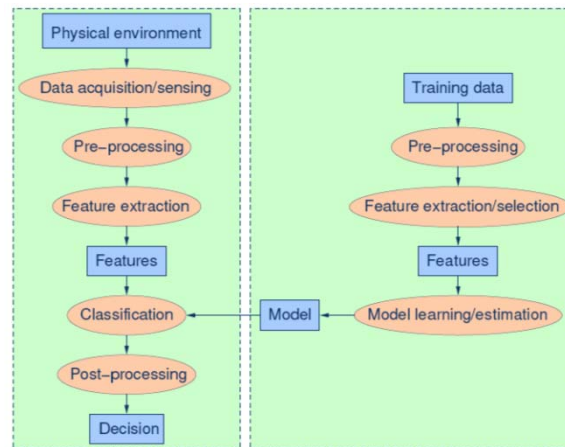 Physical environment
Data acquisition/sensing
Pre−processing
Feature extraction
Features
Classification
Post−processing
Decision
Training data
Pre−processing
Feature extraction/selection
Features
Model learning/estimation
Model